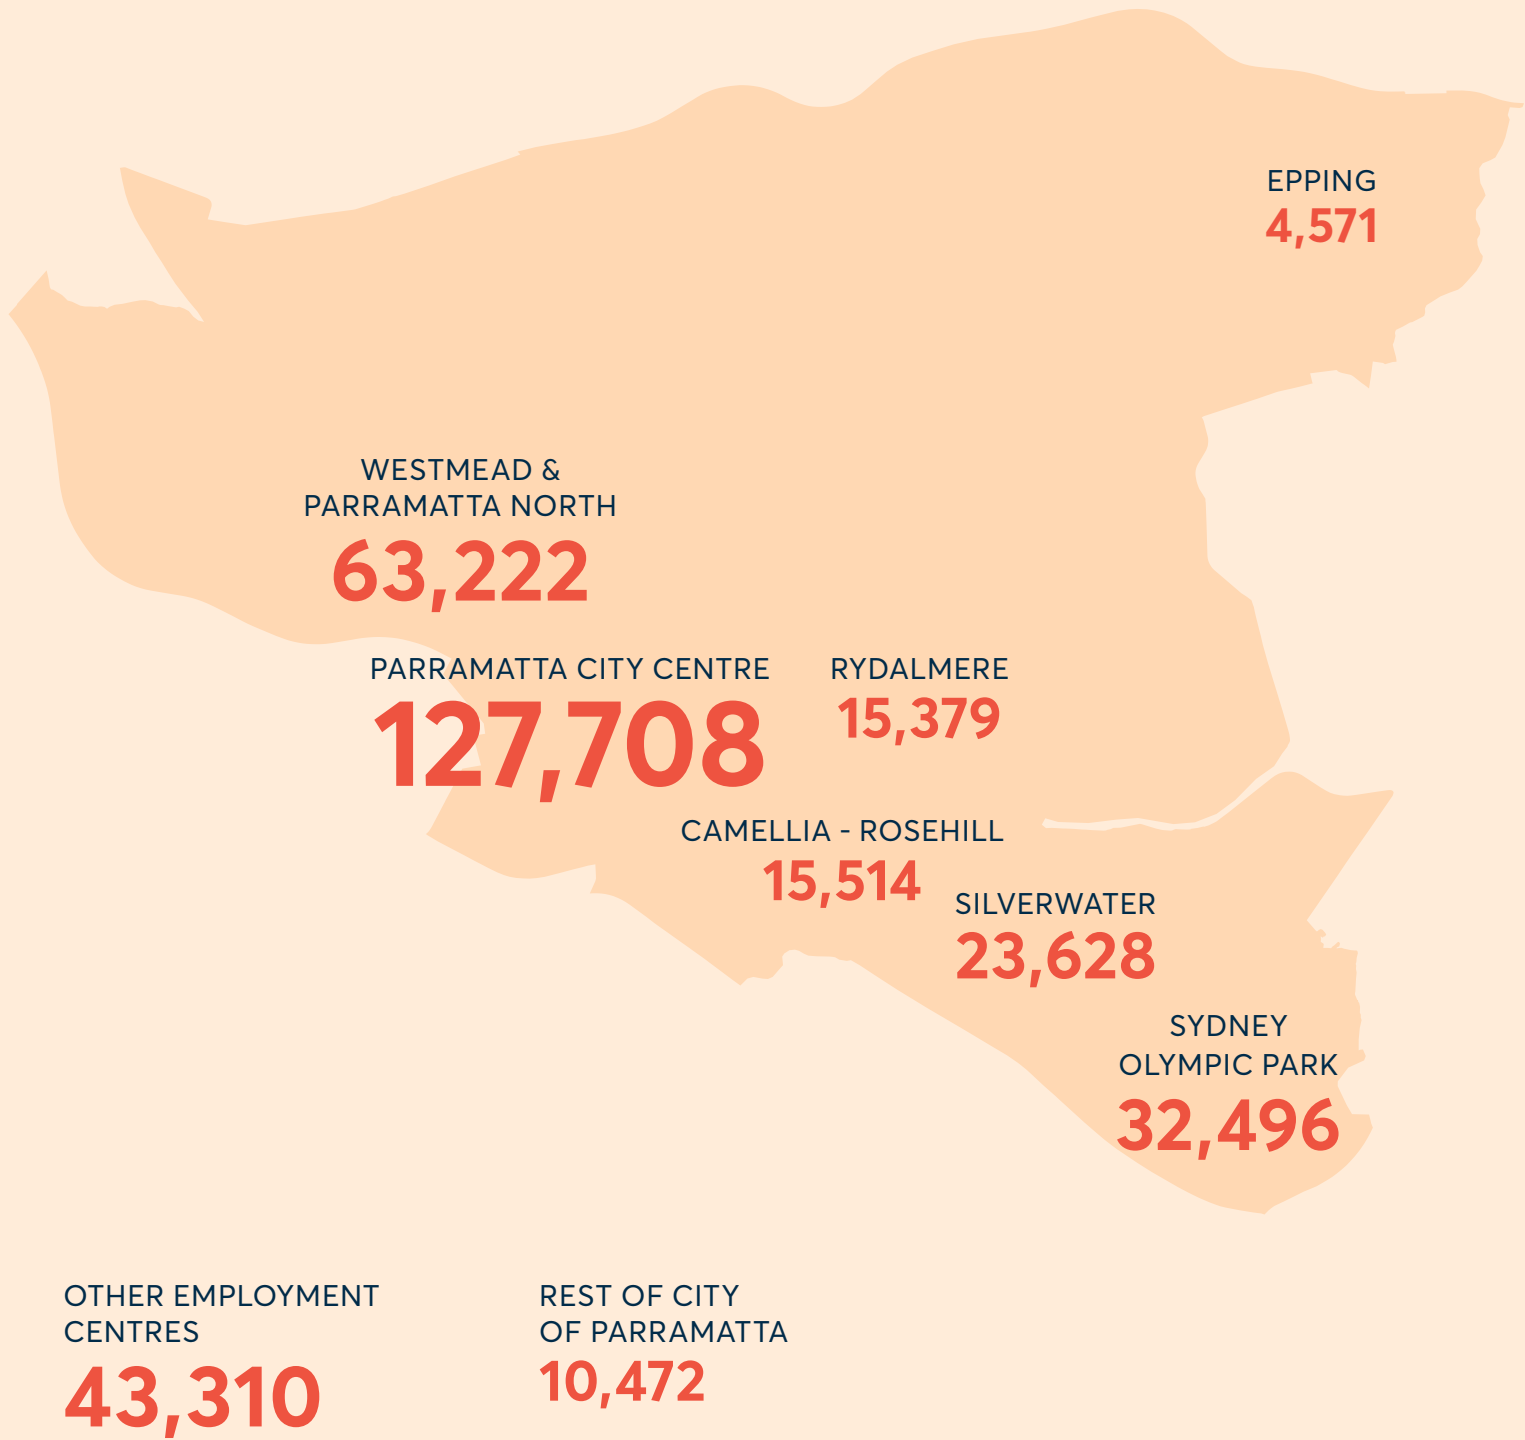 EPPING
4,571
WESTMEAD &
PARRAMATTA NORTH
63,222
PARRAMATTA CITY CENTRE
127,708
RYDALMERE
15,379
CAMELLIA - ROSEHILL
15,514
SILVERWATER
23,628
SYDNEY
OLYMPIC PARK
32,496
OTHER EMPLOYMENT
CENTRES
43,310
REST OF CITY
OF PARRAMATTA
10,472